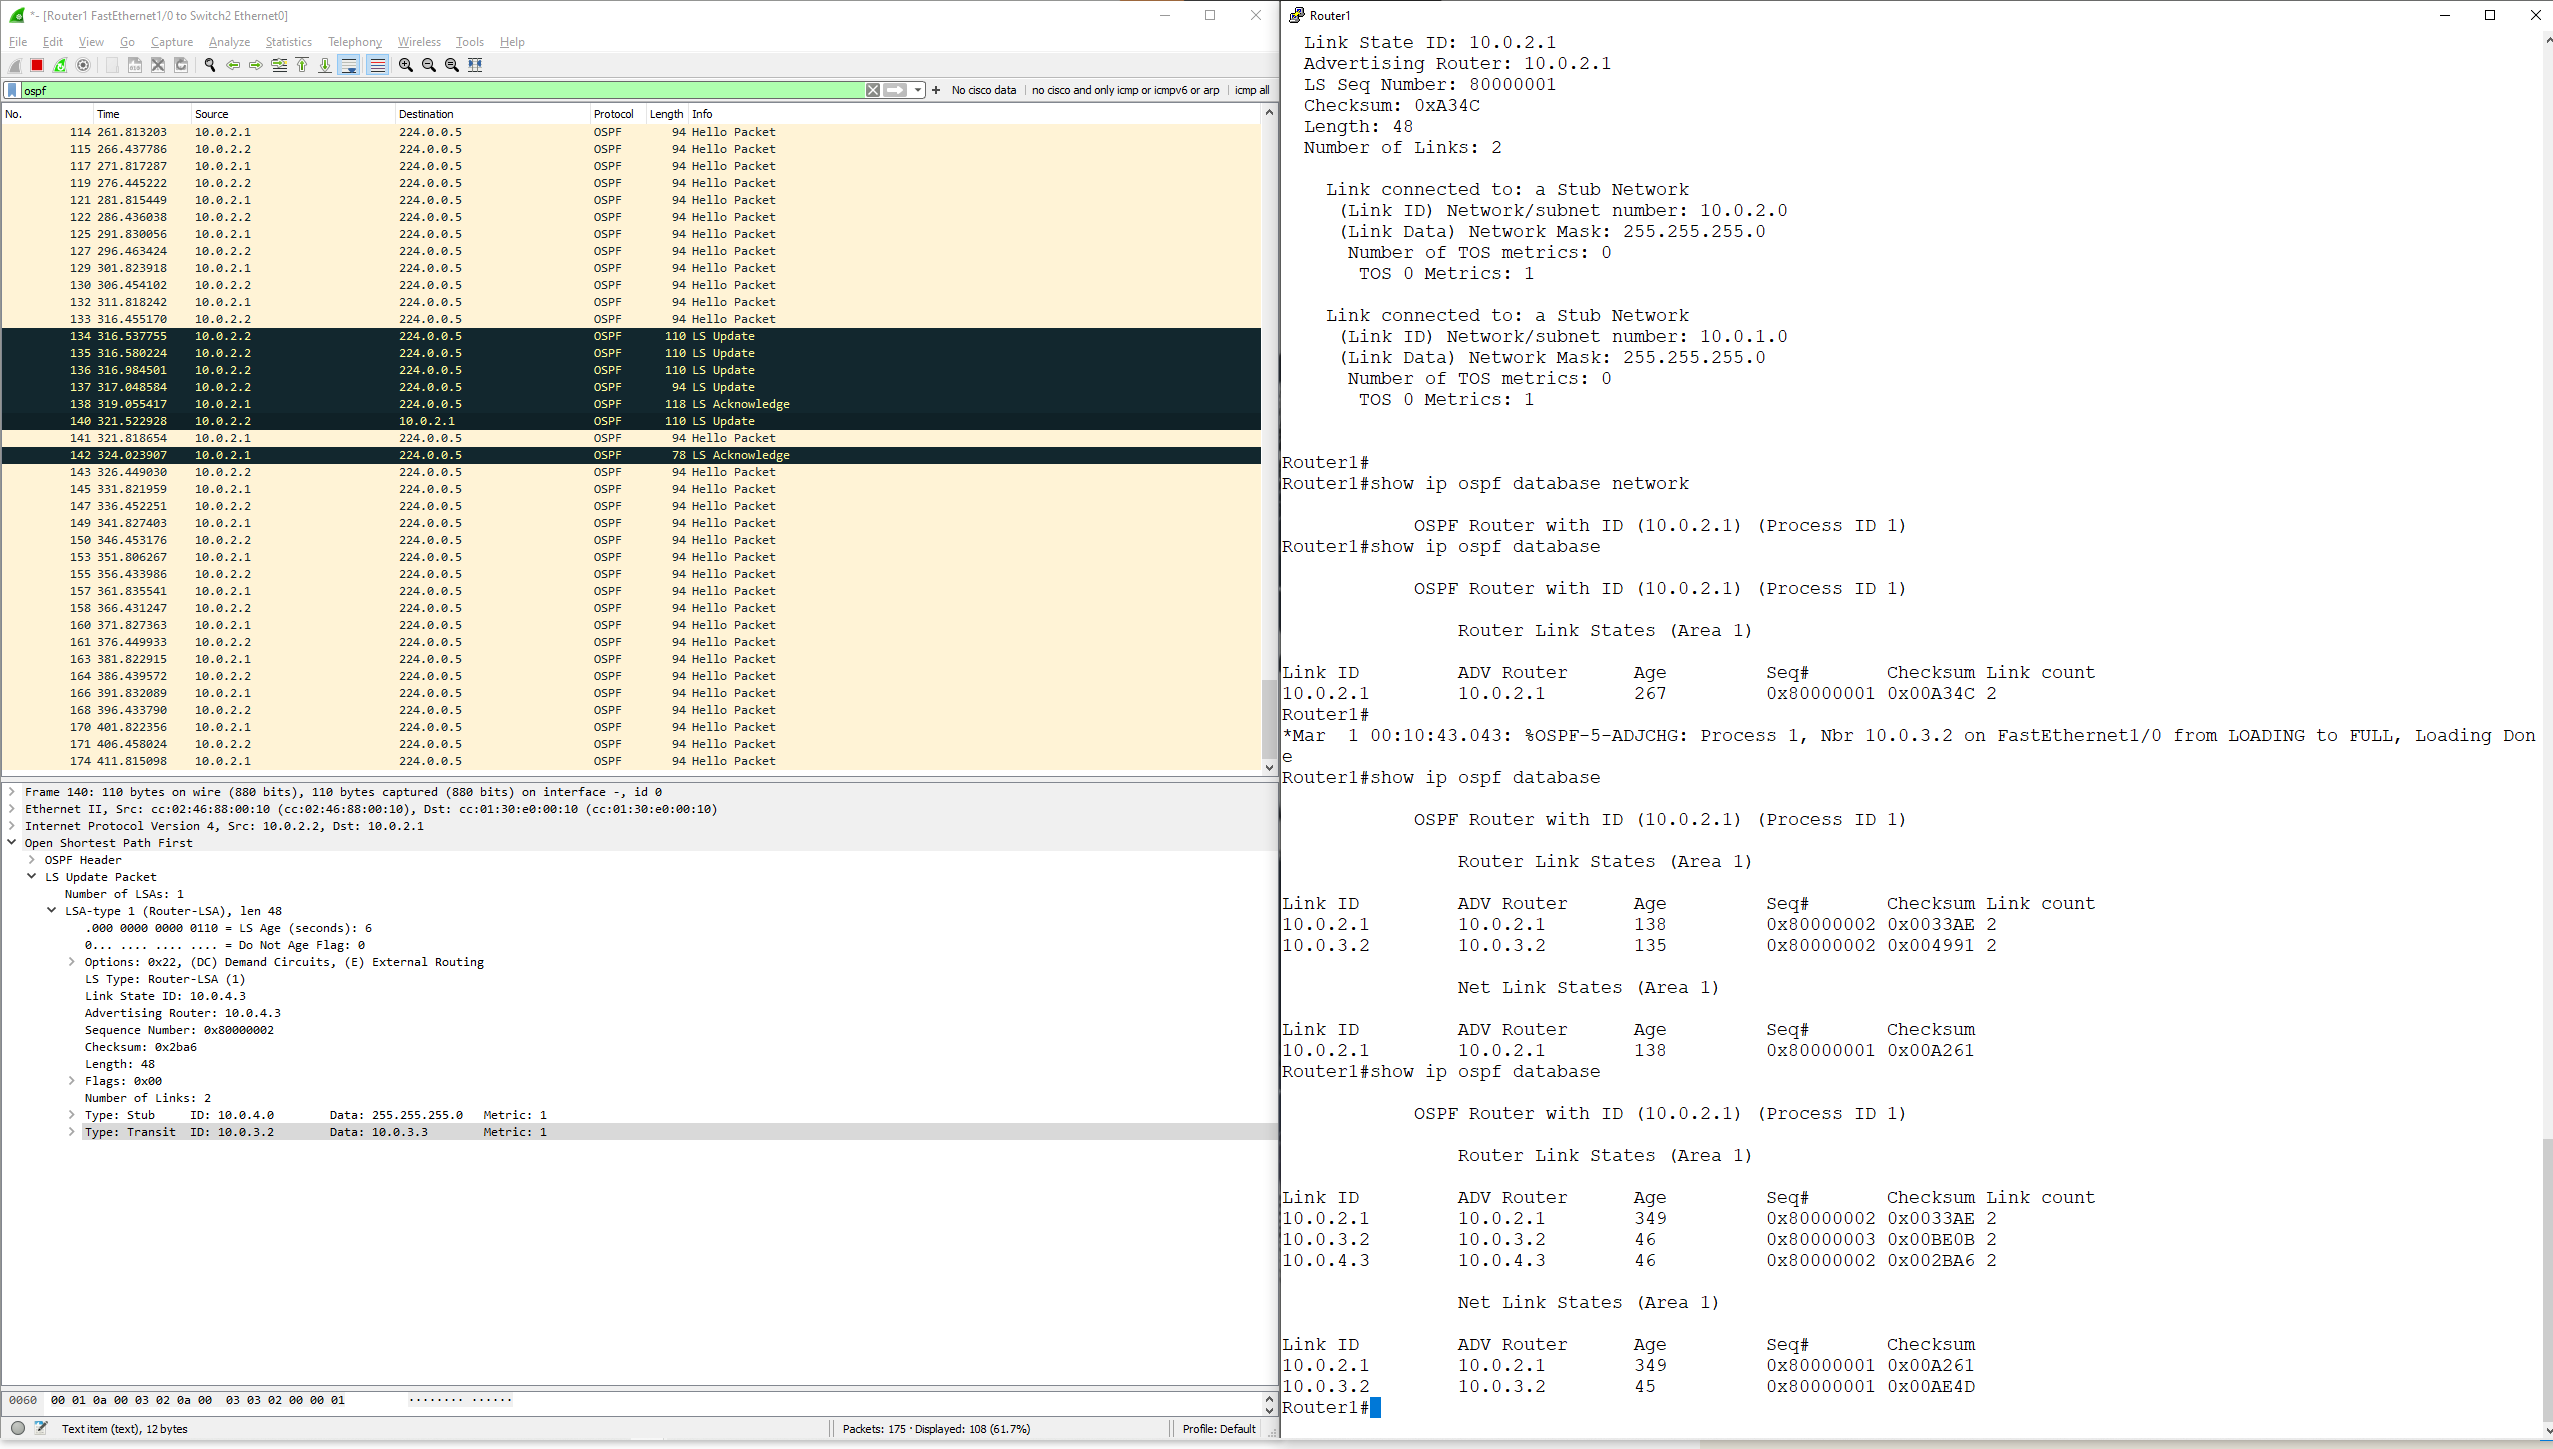 *- [Router1 FastEthernet1/0 to Switch2 Ethernet0]
File Edit View Go Capture Analyze Statistics Telephony Wireless Tools Help
ospf
No cisco data | no cisco and only icmp or icmpv6 or arp | icmp all
No. Time Source Destination Protocol Length Info
114 261.813203 10.0.2.1 224.0.0.5 OSPF 94 Hello Packet
115 266.437786 10.0.2.2 224.0.0.5 OSPF 94 Hello Packet
117 271.817287 10.0.2.1 224.0.0.5 OSPF 94 Hello Packet
119 276.445222 10.0.2.2 224.0.0.5 OSPF 94 Hello Packet
121 281.815449 10.0.2.1 224.0.0.5 OSPF 94 Hello Packet
122 286.436038 10.0.2.2 224.0.0.5 OSPF 94 Hello Packet
125 291.830056 10.0.2.1 224.0.0.5 OSPF 94 Hello Packet
127 296.463424 10.0.2.2 224.0.0.5 OSPF 94 Hello Packet
129 301.823918 10.0.2.1 224.0.0.5 OSPF 94 Hello Packet
130 306.454102 10.0.2.2 224.0.0.5 OSPF 94 Hello Packet
132 311.818242 10.0.2.1 224.0.0.5 OSPF 94 Hello Packet
133 316.455170 10.0.2.2 224.0.0.5 OSPF 94 Hello Packet
134 316.537755 10.0.2.2 224.0.0.5 OSPF 110 LS Update
135 316.580224 10.0.2.2 224.0.0.5 OSPF 110 LS Update
136 316.984501 10.0.2.2 224.0.0.5 OSPF 110 LS Update
137 317.048584 10.0.2.2 224.0.0.5 OSPF 94 LS Update
138 319.055417 10.0.2.1 224.0.0.5 OSPF 118 LS Acknowledge
140 321.522928 10.0.2.2 10.0.2.1 OSPF 110 LS Update
141 321.818654 10.0.2.1 224.0.0.5 OSPF 94 Hello Packet
142 324.023907 10.0.2.1 224.0.0.5 OSPF 78 LS Acknowledge
143 326.449030 10.0.2.2 224.0.0.5 OSPF 94 Hello Packet
145 331.821959 10.0.2.1 224.0.0.5 OSPF 94 Hello Packet
147 336.452251 10.0.2.2 224.0.0.5 OSPF 94 Hello Packet
149 341.827403 10.0.2.1 224.0.0.5 OSPF 94 Hello Packet
150 346.453176 10.0.2.2 224.0.0.5 OSPF 94 Hello Packet
153 351.806267 10.0.2.1 224.0.0.5 OSPF 94 Hello Packet
155 356.433986 10.0.2.2 224.0.0.5 OSPF 94 Hello Packet
157 361.835541 10.0.2.1 224.0.0.5 OSPF 94 Hello Packet
158 366.431247 10.0.2.2 224.0.0.5 OSPF 94 Hello Packet
160 371.827363 10.0.2.1 224.0.0.5 OSPF 94 Hello Packet
161 376.449933 10.0.2.2 224.0.0.5 OSPF 94 Hello Packet
163 381.822915 10.0.2.1 224.0.0.5 OSPF 94 Hello Packet
164 386.439572 10.0.2.2 224.0.0.5 OSPF 94 Hello Packet
166 391.832089 10.0.2.1 224.0.0.5 OSPF 94 Hello Packet
168 396.433790 10.0.2.2 224.0.0.5 OSPF 94 Hello Packet
170 401.822356 10.0.2.1 224.0.0.5 OSPF 94 Hello Packet
171 406.458024 10.0.2.2 224.0.0.5 OSPF 94 Hello Packet
174 411.815098 10.0.2.1 224.0.0.5 OSPF 94 Hello Packet
Frame 140: 110 bytes on wire (880 bits), 110 bytes captured (880 bits) on interface -, id 0
Ethernet II, Src: cc:02:46:88:00:10 (cc:02:46:88:00:10), Dst: cc:01:30:e0:00:10 (cc:01:30:e0:00:10)
Internet Protocol Version 4, Src: 10.0.2.2, Dst: 10.0.2.1
Open Shortest Path First
OSPF Header
LS Update Packet
Number of LSAs: 1
LSA-type 1 (Router-LSA), len 48
.000 0000 0000 0110 = LS Age (seconds): 6
0... .... .... .... = Do Not Age Flag: 0
Options: 0x22, (DC) Demand Circuits, (E) External Routing
LS Type: Router-LSA (1)
Link State ID: 10.0.4.3
Advertising Router: 10.0.4.3
Sequence Number: 0x80000002
Checksum: 0x2ba6
Length: 48
Flags: 0x00
Number of Links: 2
Type: Stub ID: 10.0.4.0 Data: 255.255.255.0 Metric: 1
Type: Transit ID: 10.0.3.2 Data: 10.0.3.3 Metric: 1
0060 00 01 0a 00 03 02 0a 00 03 03 02 00 00 01 ········ ······
Text item (text), 12 bytes
Packets: 175 · Displayed: 108 (61.7%)
Profile: Default
Router1
Link State ID: 10.0.2.1
Advertising Router: 10.0.2.1
LS Seq Number: 80000001
Checksum: 0xA34C
Length: 48
Number of Links: 2
Link connected to: a Stub Network
(Link ID) Network/subnet number: 10.0.2.0
(Link Data) Network Mask: 255.255.255.0
Number of TOS metrics: 0
TOS 0 Metrics: 1
Link connected to: a Stub Network
(Link ID) Network/subnet number: 10.0.1.0
(Link Data) Network Mask: 255.255.255.0
Number of TOS metrics: 0
TOS 0 Metrics: 1
Router1#
Router1#show ip ospf database network
OSPF Router with ID (10.0.2.1) (Process ID 1)
Router1#show ip ospf database
OSPF Router with ID (10.0.2.1) (Process ID 1)
Router Link States (Area 1)
Link ID ADV Router Age Seq# Checksum Link count
10.0.2.1 10.0.2.1 267 0x80000001 0x00A34C 2
Router1#
*Mar 1 00:10:43.043: %OSPF-5-ADJCHG: Process 1, Nbr 10.0.3.2 on FastEthernet1/0 from LOADING to FULL, Loading Don
e
Router1#show ip ospf database
OSPF Router with ID (10.0.2.1) (Process ID 1)
Router Link States (Area 1)
Link ID ADV Router Age Seq# Checksum Link count
10.0.2.1 10.0.2.1 138 0x80000002 0x0033AE 2
10.0.3.2 10.0.3.2 135 0x80000002 0x004991 2
Net Link States (Area 1)
Link ID ADV Router Age Seq# Checksum
10.0.2.1 10.0.2.1 138 0x80000001 0x00A261
Router1#show ip ospf database
OSPF Router with ID (10.0.2.1) (Process ID 1)
Router Link States (Area 1)
Link ID ADV Router Age Seq# Checksum Link count
10.0.2.1 10.0.2.1 349 0x80000002 0x0033AE 2
10.0.3.2 10.0.3.2 46 0x80000003 0x00BE0B 2
10.0.4.3 10.0.4.3 46 0x80000002 0x002BA6 2
Net Link States (Area 1)
Link ID ADV Router Age Seq# Checksum
10.0.2.1 10.0.2.1 349 0x80000001 0x00A261
10.0.3.2 10.0.3.2 45 0x80000001 0x00AE4D
Router1#